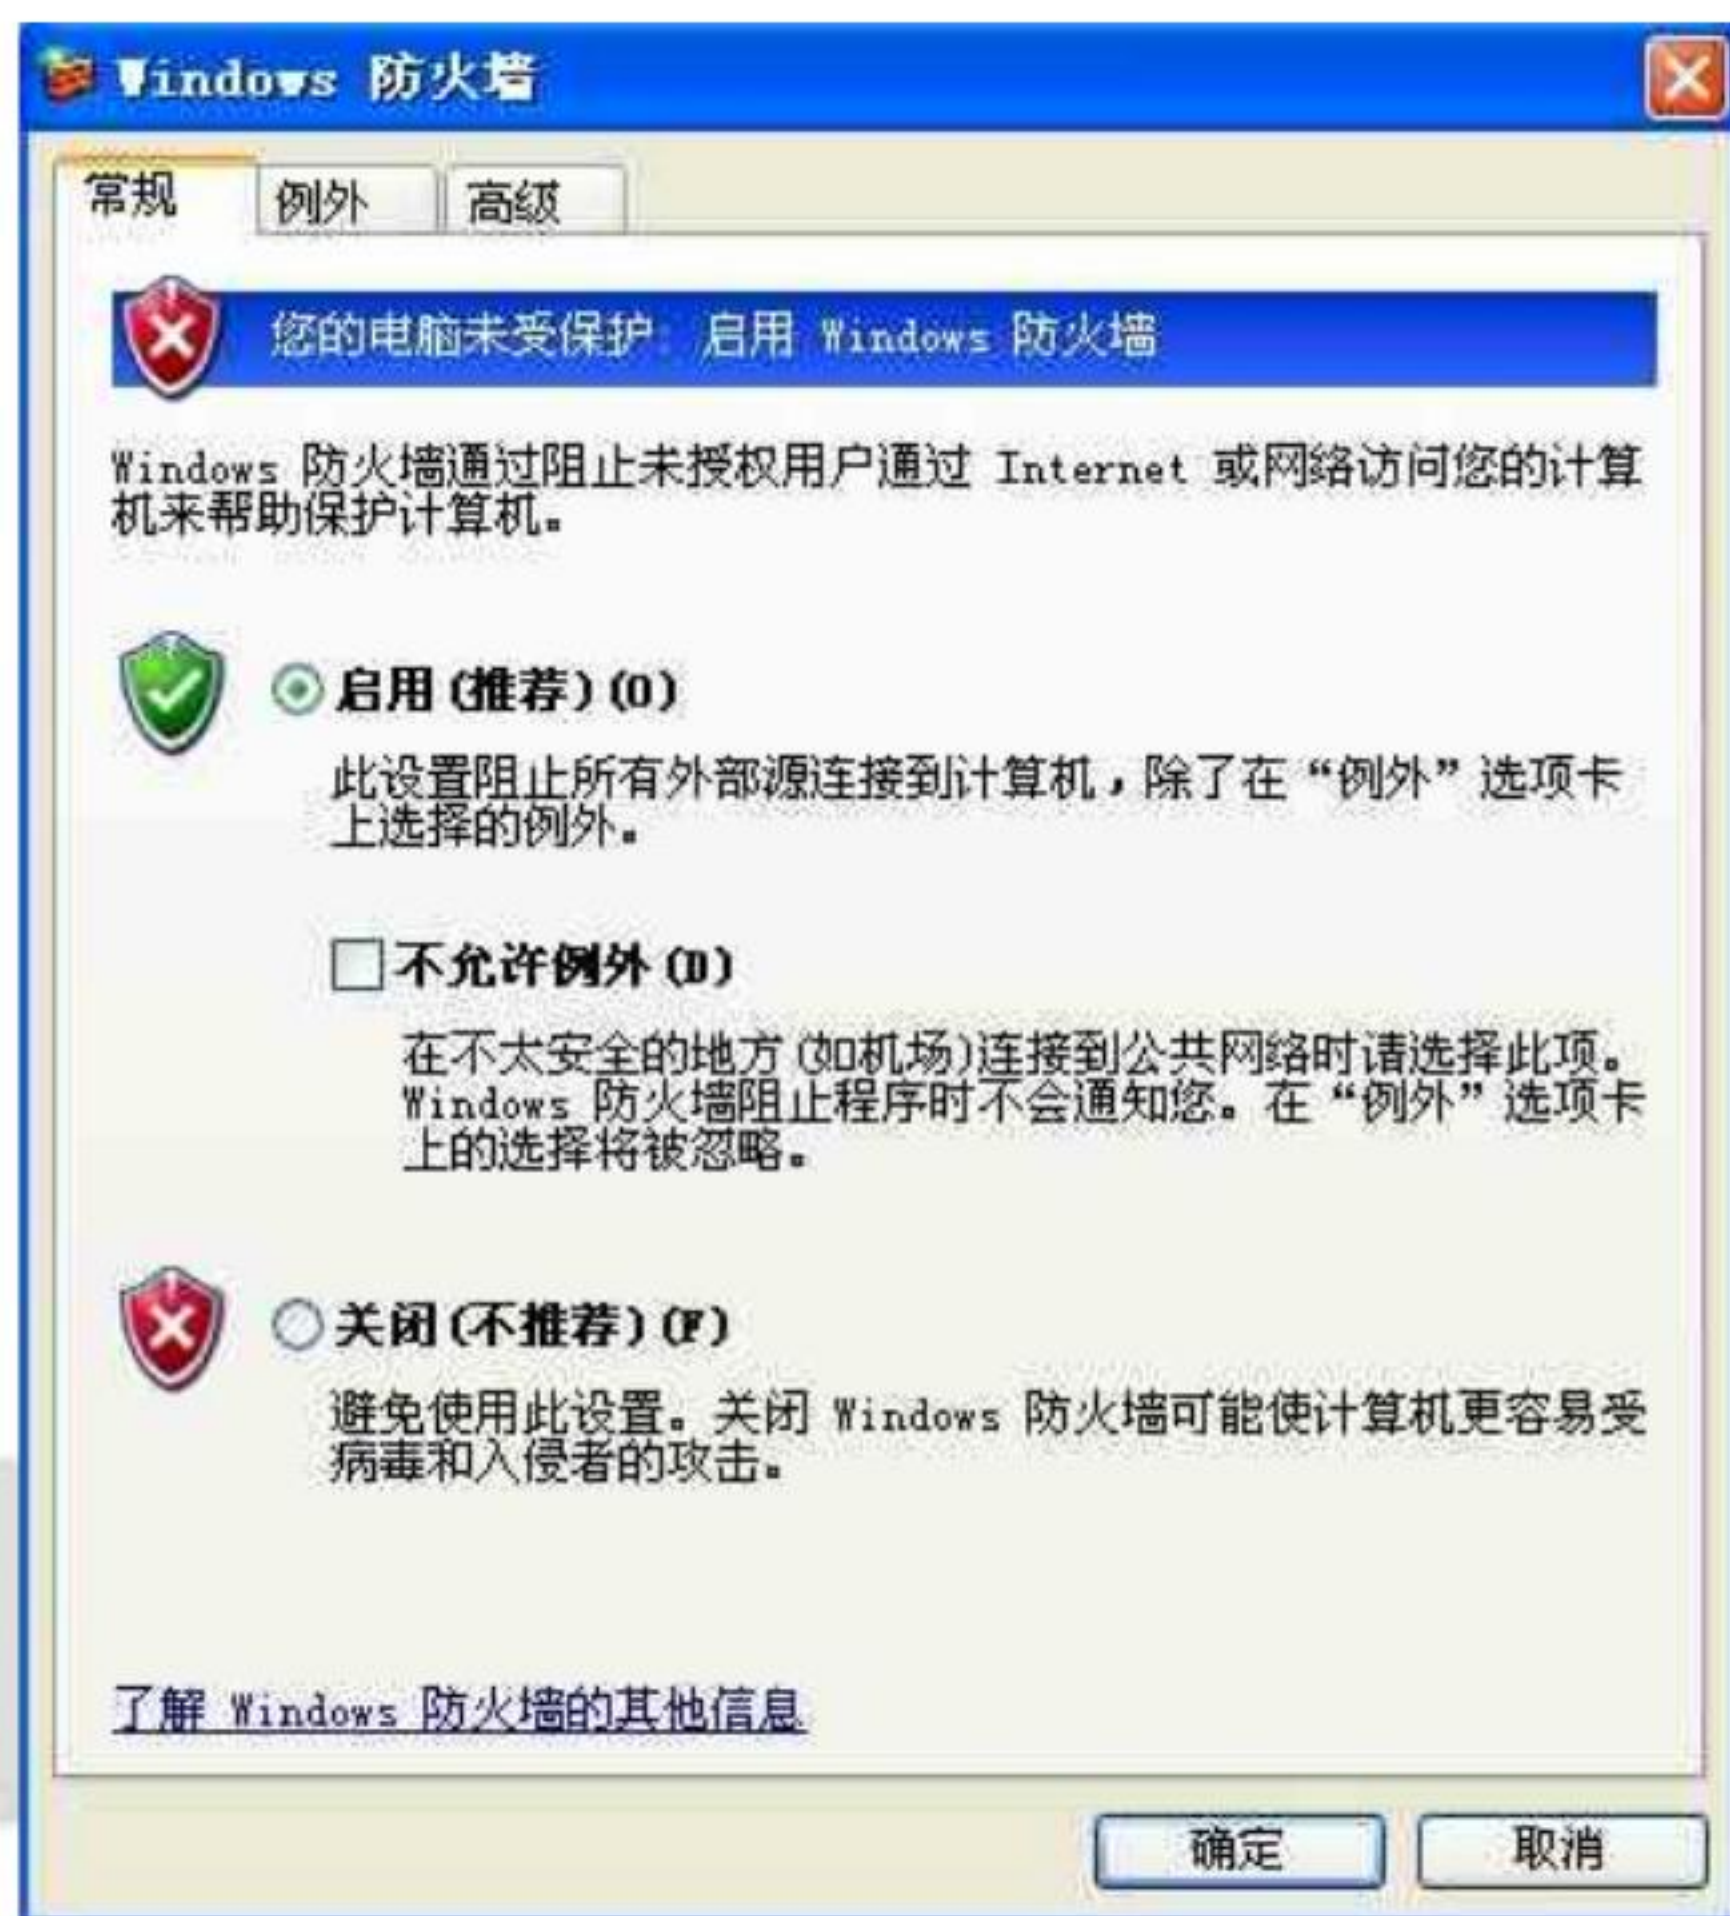 Windows 防火墙
常规 例外 高级
您的电脑未受保护: 启用 Windows 防火墙
Windows 防火墙通过阻止未授权用户通过 Internet 或网络访问您的计算
机来帮助保护计算机。
启用(推荐)(O)
此设置阻止所有外部源连接到计算机，除了在“例外”选项卡
上选择的例外。
不允许例外(D)
在不太安全的地方(如机场)连接到公共网络时请选择此项。
Windows 防火墙阻止程序时不会通知您。在“例外”选项卡
上的选择将被忽略。
关闭(不推荐)(F)
避免使用此设置。关闭 Windows 防火墙可能使计算机更容易受
病毒和入侵者的攻击。
了解 Windows 防火墙的其他信息
确定 取消